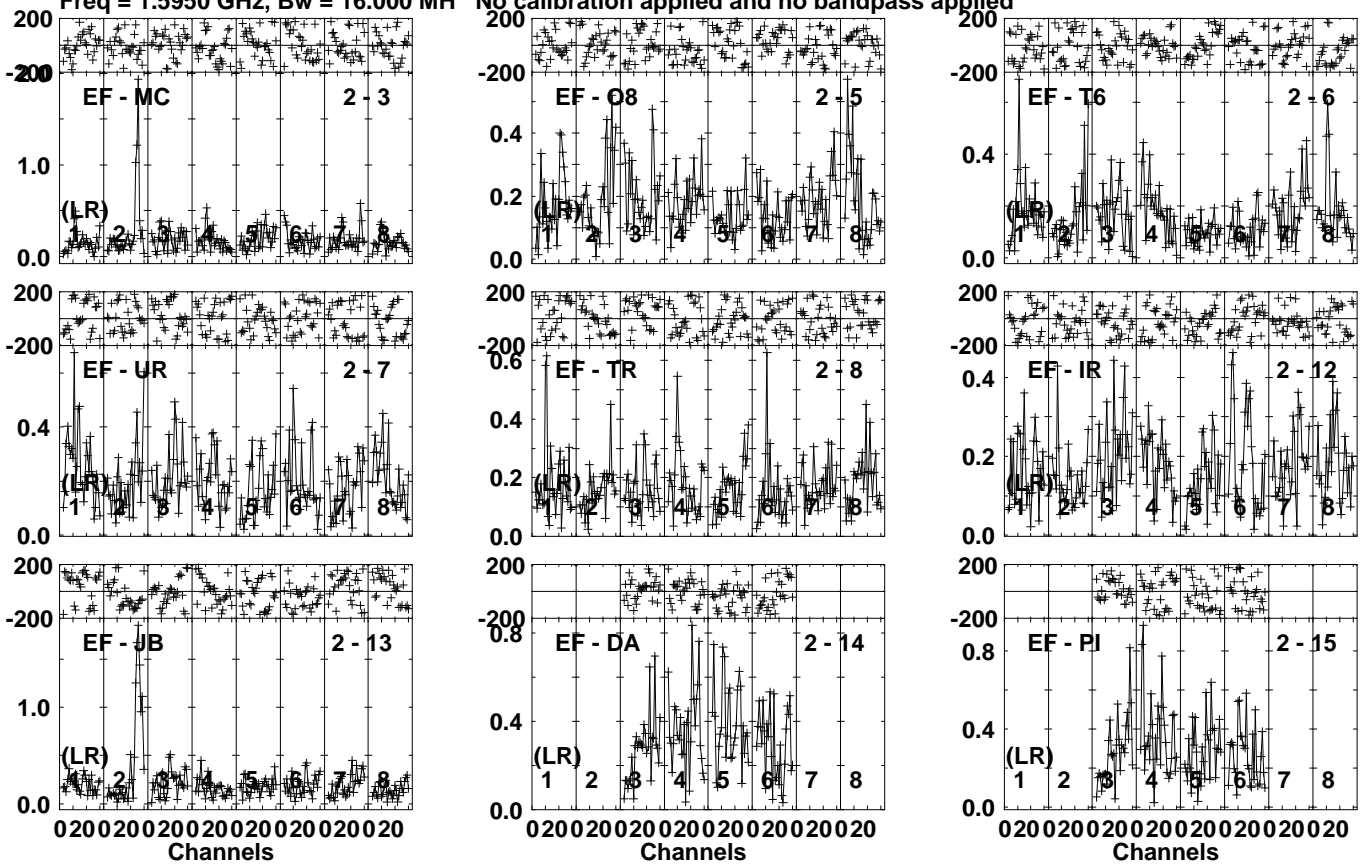 Freq = 1.5950 GHz, Bw = 16.000 MH No calibration applied and no bandpass applied
200 200 200
-200 -200 -200
2.0
EF - MC 2 - 3 EF - O8 2 - 5 EF - T6 2 - 6
1.0 0.4 0.4
0.2
(LR) (LR) (LR)
1 2 3 4 5 6 7 8 1 2 3 4 5 6 7 8 1 2 3 4 5 6 7 8
0.0 0.0 0.0
200 200 200
-200 -200 -200
0.6
EF - UR 2 - 7 EF - TR 2 - 8 EF - IR 2 - 12
0.4 0.4 0.4
0.2 0.2
(LR) (LR) (LR)
1 2 3 4 5 6 7 8 1 2 3 4 5 6 7 8 1 2 3 4 5 6 7 8
0.0 0.0 0.0
200 200 200
-200 -200 -200
EF - JB 2 - 13 EF - DA 2 - 14 EF - PI 2 - 15
0.8 0.8
1.0 0.4 0.4
(LR) (LR) (LR)
1 2 3 4 5 6 7 8 1 2 3 4 5 6 7 8 1 2 3 4 5 6 7 8
0.0 0.0 0.0
0 20 0 20 0 20 0 20 0 20 0 20 0 20 0 20 0 20 0 20 0 20 0 20 0 20 0 20 0 20 0 20 0 20 0 20 0 20 0 20 0 20 0 20 0 20 0 20
Channels Channels Channels